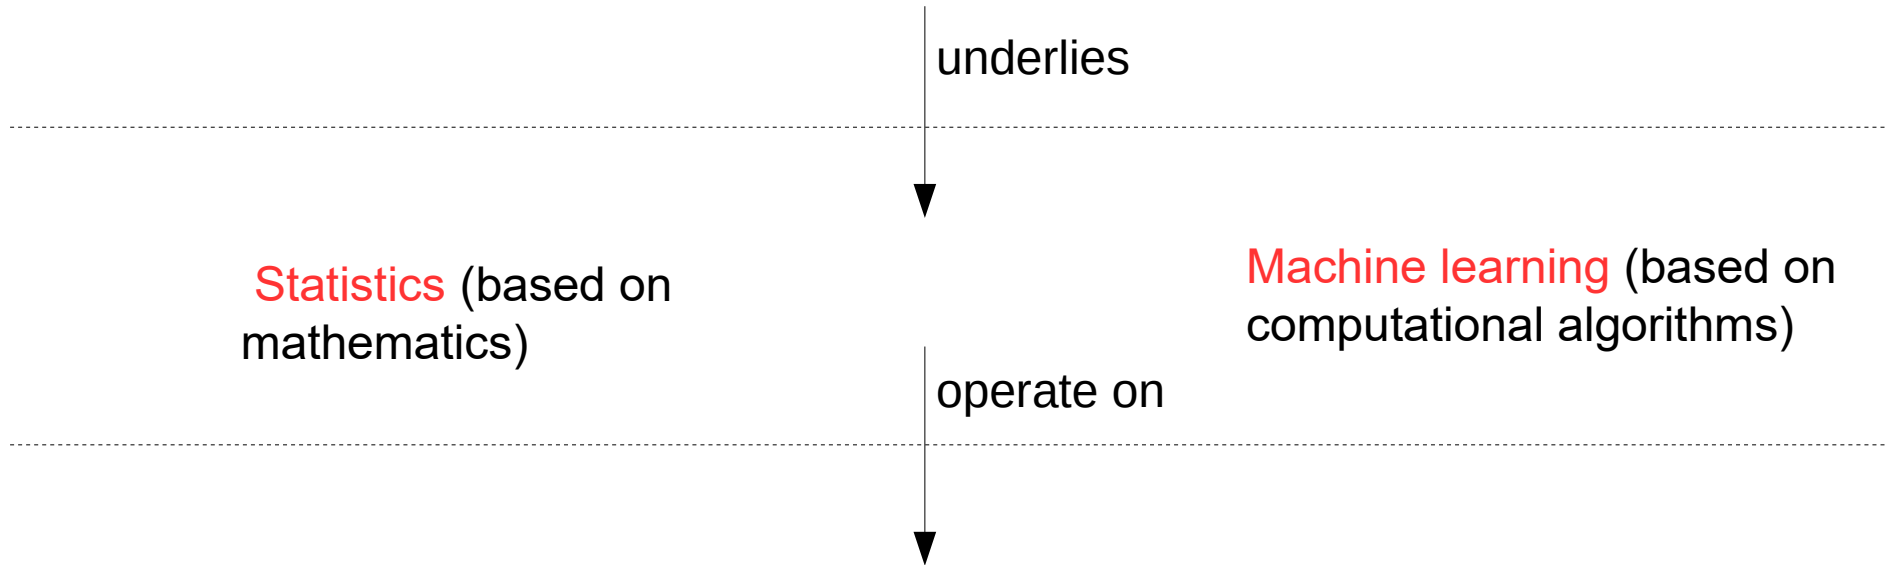 underlies
Statistics (based on
mathematics)
Machine learning (based on
computational algorithms)
operate on